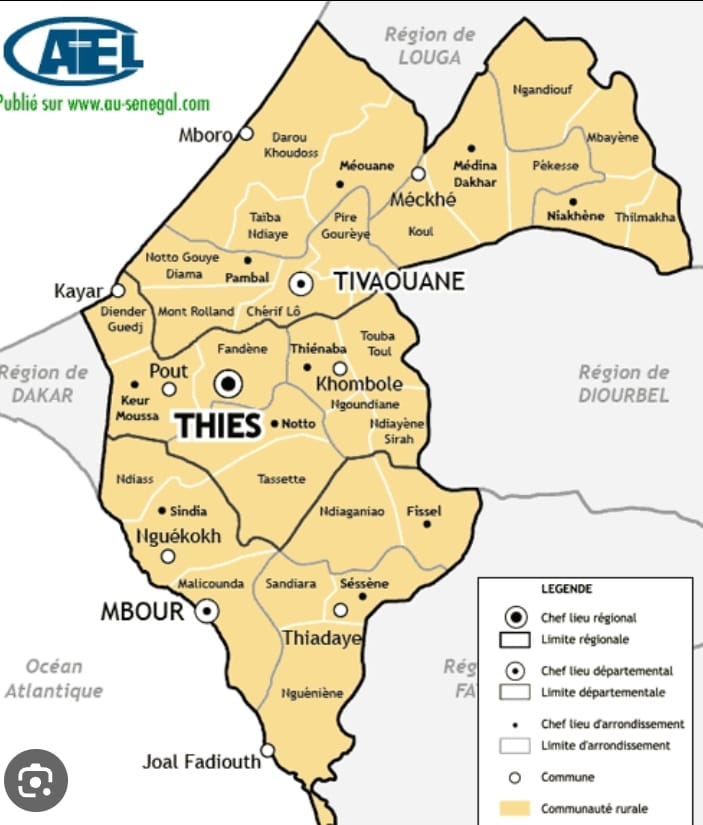 AEL
Publié sur www.au-senegal.com
Région de
LOUGA
Ngandiouf
Mboro
Darou
Khoudoss
Mbayène
Méouane
Médina
Dakhar
Pèkesse
Méckhé
Taïba
Ndiaye
Pire
Gourèye
Koul
Niakhène
Thilmakha
Notto Gouye
Diama
Pambal
TIVAOUANE
Kayar
Diender
Guedj
Mont Rolland
Chèrif Lô
Touba
Toul
Fandène
Thiénaba
Région de
DAKAR
Pout
Khombole
Région de
DIOURBEL
Keur
Moussa
THIES
Notto
Ngoundiane
Ndiayène
Sirah
Ndiass
Tassette
Sindia
Ndiaganiao
Fissel
Nguékokh
Malicounda
Sandiara
Séssène
MBOUR
Thiadaye
Océan
Atlantique
Rég
FA
Nguéniène
Joal Fadiouth
LEGENDE
Chef lieu régional
Limite régionale
Chef lieu départemental
Limite départementale
Chef lieu d'arrondissement
Limite d'arrondissement
Commune
Communauté rurale